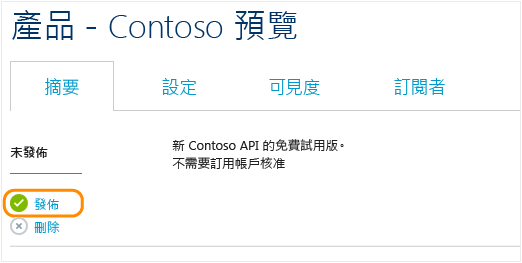 產品 - Contoso 預覽
摘要 設定 可見度 訂閱者
未發佈
新 Contoso API 的免費試用版。
不需要訂用帳戶核准
發佈
刪除